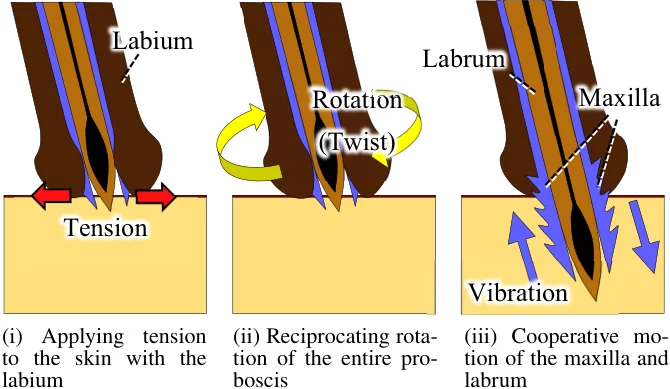 Labium
Tension
Rotation
(Twist)
Labrum
Maxilla
Vibration
(i) Applying tension
to the skin with the
labium
(ii) Reciprocating rota-
tion of the entire pro-
boscis
(iii) Cooperative mo-
tion of the maxilla and
labrum